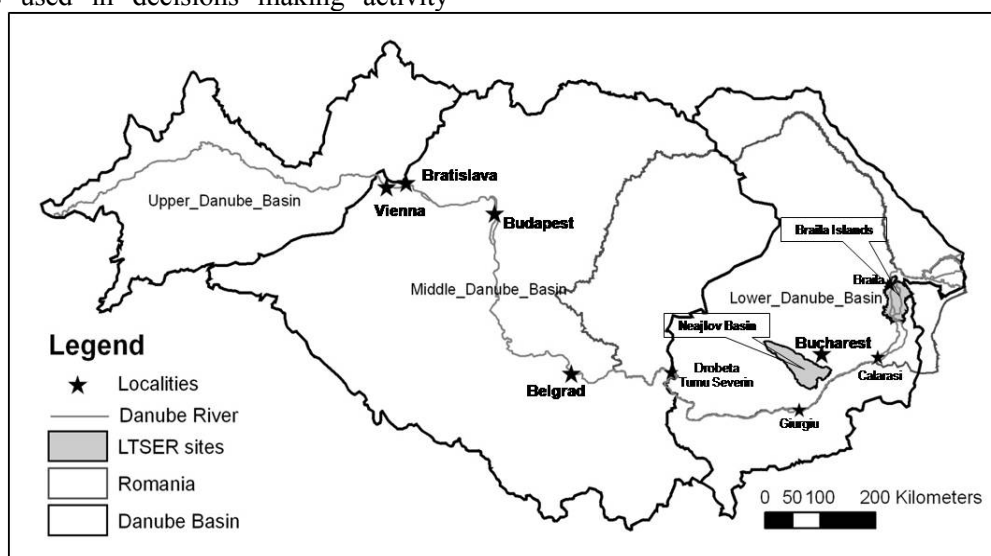 used in decisions making activity
Bratislava
Upper_Danube_Basin
Vienna
Budapest
Braila Islands
Braila
Middle_Danube_Basin
Lower_Danube_Basin
Neajlov Basin
Bucharest
Drobeta
Turnu Severin
Calarasi
Belgrad
Giurgiu
Legend
Localities
Danube River
LTSER sites
Romania
Danube Basin
0 50 100 200 Kilometers